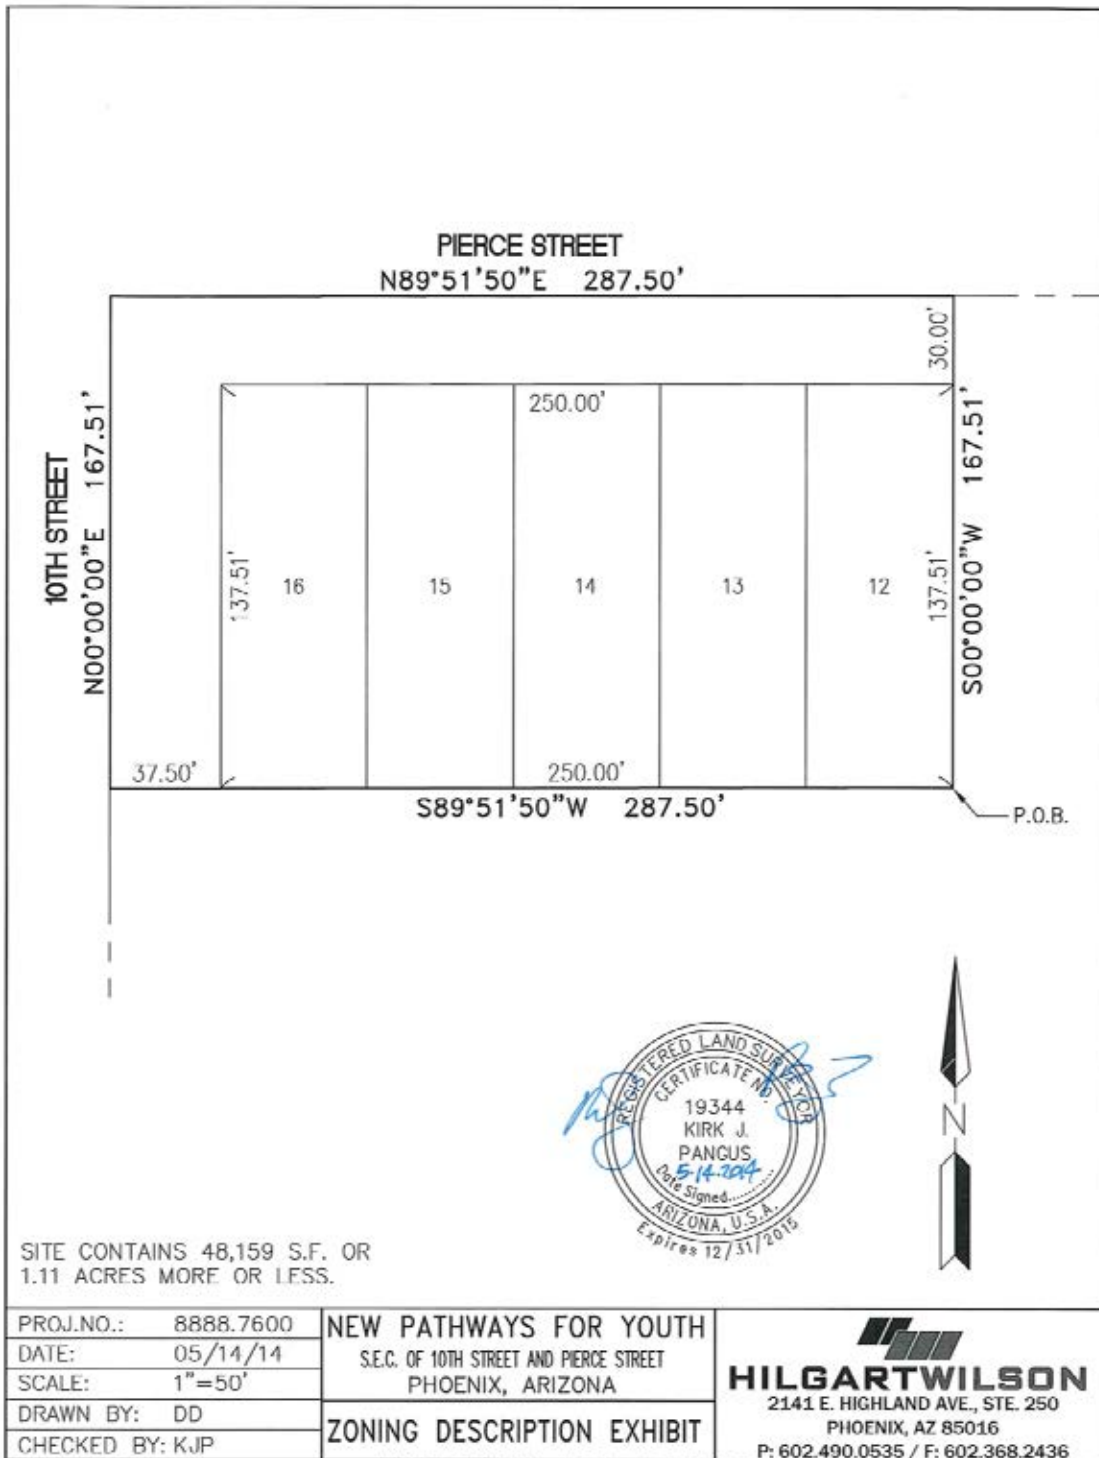 PIERCE STREET
N89°51'50"E 287.50'
30.00'
10TH STREET
N00°00'00"E 167.51'
250.00'
S00°00'00"W 167.51'
137.51'
16
15
14
13
12
137.51'
37.50'
250.00'
S89°51'50"W 287.50'
P.O.B.
REGISTERED LAND SURVEYOR
CERTIFICATE NO.
19344
KIRK J.
PANGUS
5-14-2014
Date Signed............
ARIZONA, U.S.A.
Expires 12/31/2015
N
SITE CONTAINS 48,159 S.F. OR
1.11 ACRES MORE OR LESS.
PROJ.NO.: 8888.7600
DATE: 05/14/14
SCALE: 1"=50'
DRAWN BY: DD
CHECKED BY: KJP
NEW PATHWAYS FOR YOUTH
S.E.C. OF 10TH STREET AND PIERCE STREET
PHOENIX, ARIZONA
ZONING DESCRIPTION EXHIBIT
HILGARTWILSON
2141 E. HIGHLAND AVE., STE. 250
PHOENIX, AZ 85016
P: 602.490.0535 / F: 602.368.2436